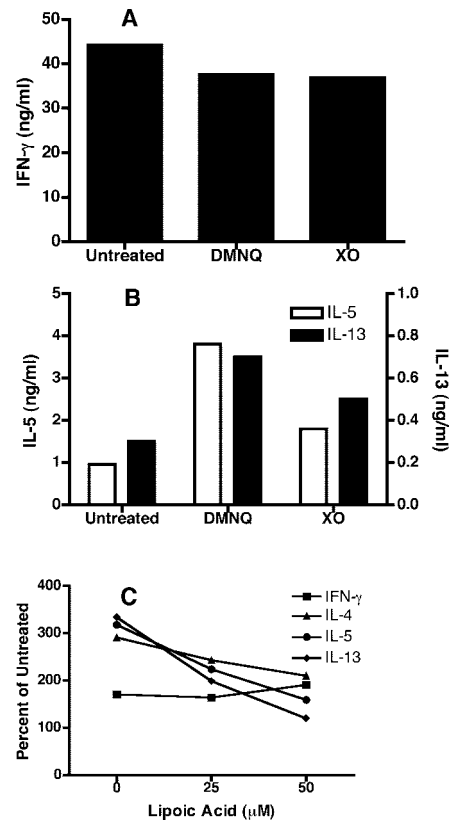 A
IFN-γ (ng/ml)
50
40
30
20
10
0
Untreated DMNQ XO
B
IL-5
IL-13
IL-5 (ng/ml)
5
4
3
2
1
0
IL-13 (ng/ml)
1.0
0.8
0.6
0.4
0.2
0.0
Untreated DMNQ XO
C
IFN-γ
IL-4
IL-5
IL-13
Percent of Untreated
400
300
200
100
0
0 25 50
Lipoic Acid (μM)